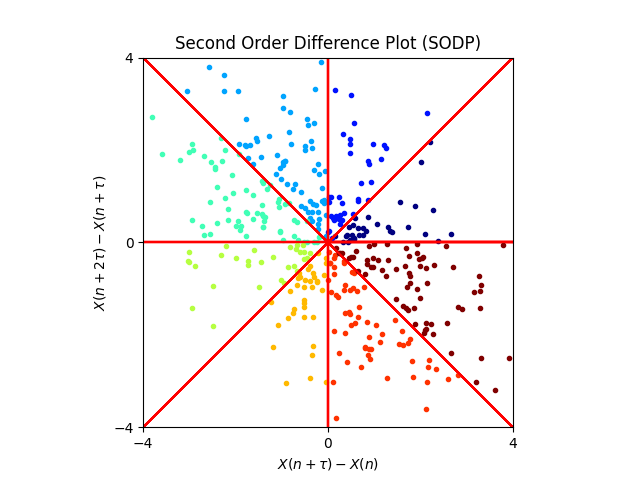 Second Order Difference Plot (SODP)
4
0
−4
X(n + 2τ) − X(n + τ)
−4 0 4
X(n + τ) − X(n)